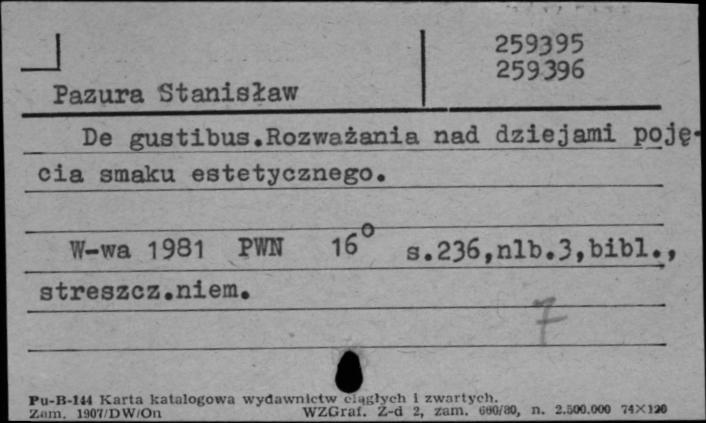 259395
259396
Pazura Stanisław
De gustibus.Rozważania nad dziejami poję-
cia smaku estetycznego.
W-wa 1981 PWN 16° s.236,nlb.3,bibl.,
streszcz.niem.
7
Pu-B-144 Karta katalogowa wydawnictw ciągłych i zwartych.
Zam. 1907/DW/On WZGraf. Z-d 2, zam. 680/80, n. 2.500.000 74×120